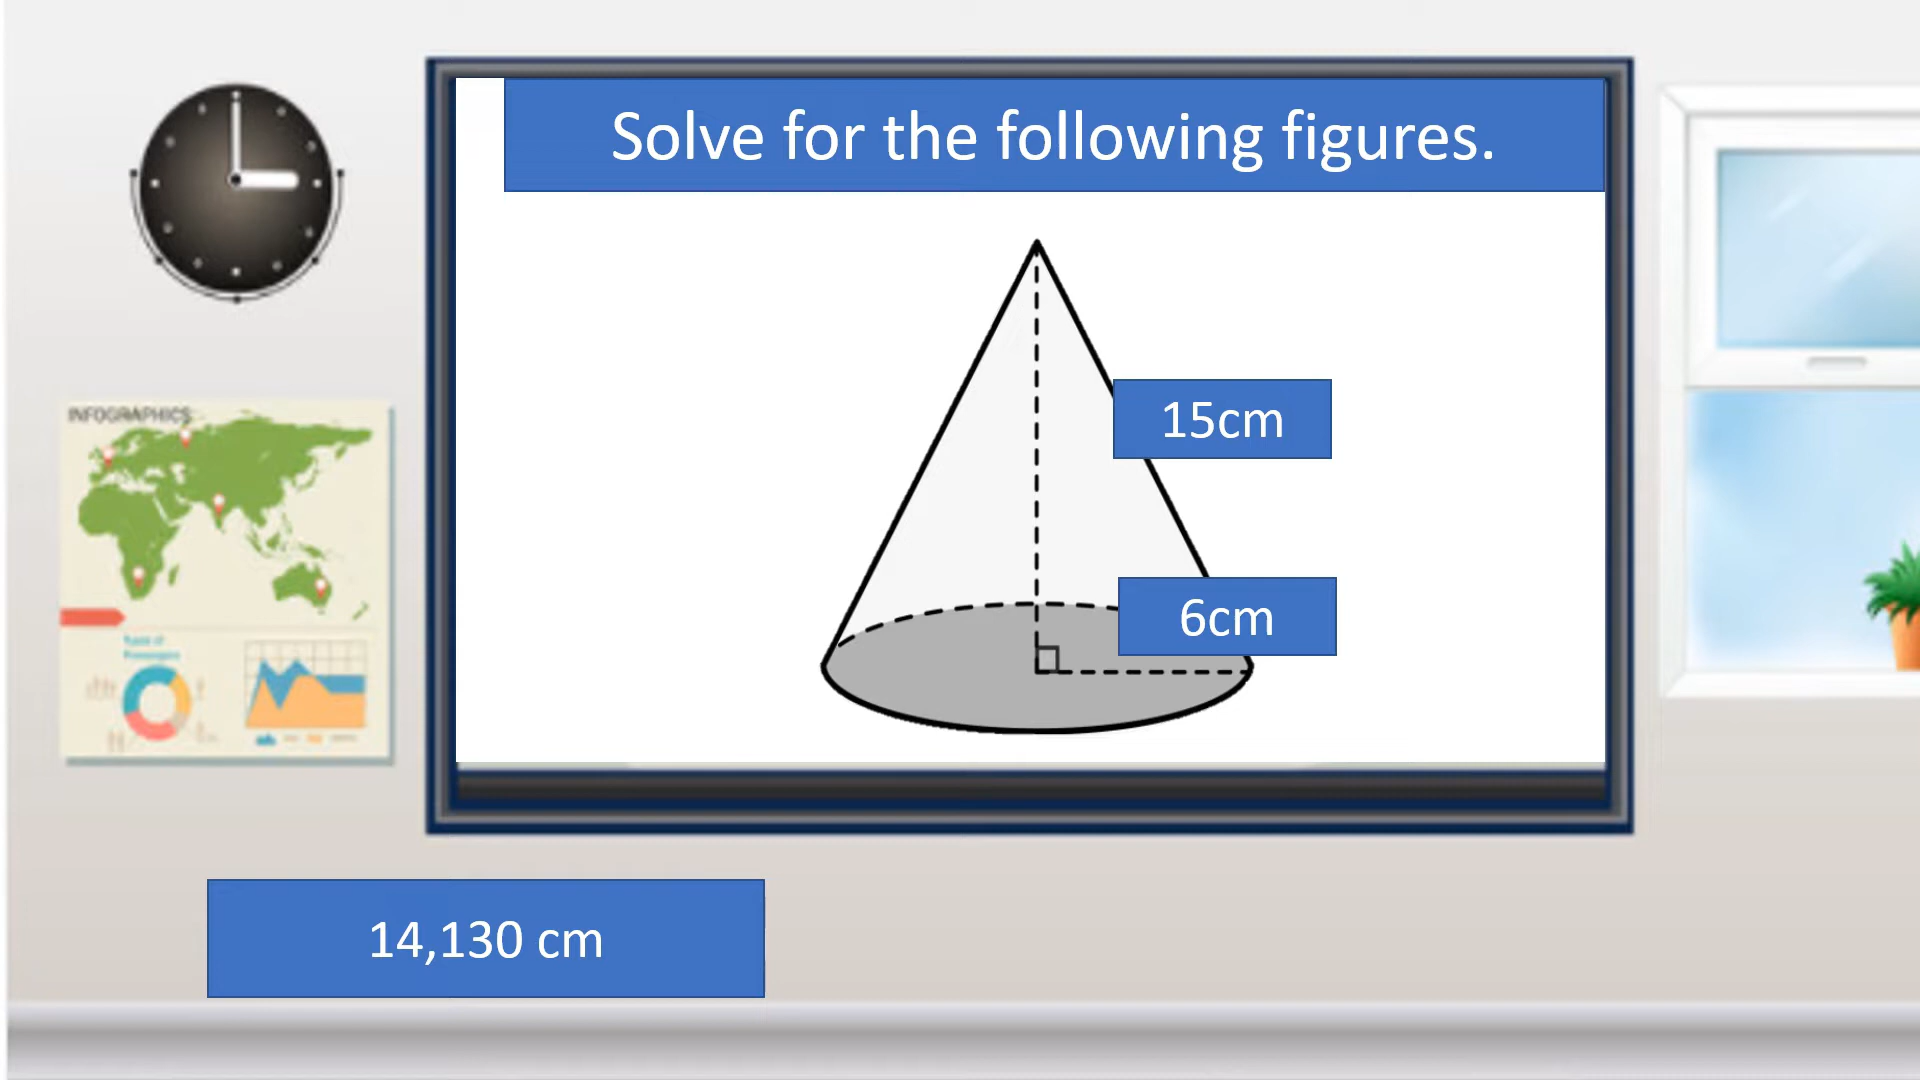 Solve for the following figures.
15cm
6cm
INFOGRAPHICS
14,130 cm